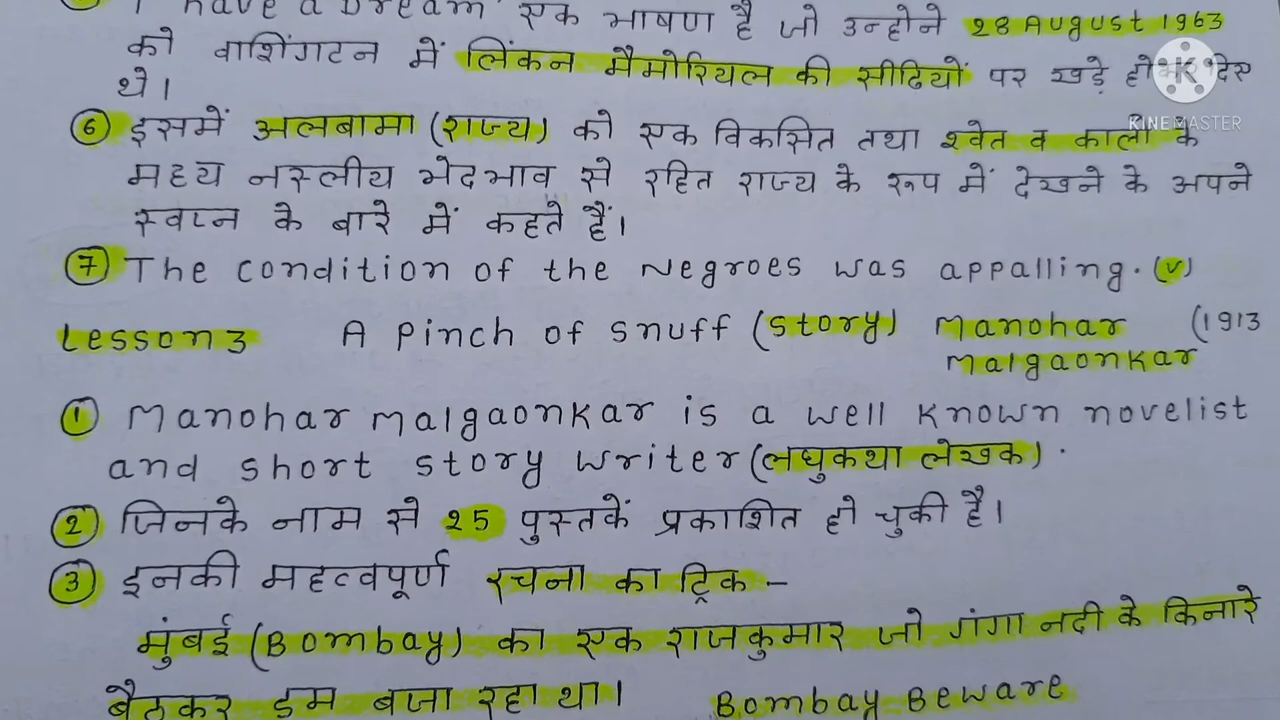 I have a Dream एक भाषण है जो उन्होने 28 August 1963
को वाशिंगटन में लिंकन मैमोरियल की सीढियों पर खड़े
थे।
⑥ इसमें अलबामा (राज्य) को एक विकसित तथा श्वेत व कालो के
KINEMASTER
मध्य नस्लीय भेदभाव से रहित राज्य के रूप में देखने के अपने
स्वप्न के बारे में कहते हैं।
⑦ The condition of the Negroes was appalling. (v)
Lesson 3 A Pinch of snuff (story) Manohar (1913
Malgaonkar
① Manohar Malgaonkar is a well known novelist
and short story writer (लघुकथा लेखक).
② जिनके नाम से 25 पुस्तकें प्रकाशित हो चुकी है।
③ इनकी महत्वपूर्ण रचना का ट्रिक –
मुंबई (Bombay) का एक राजकुमार जो गंगा नदी के किनारे
बैठकर ड्रम बजा रहा था। Bombay Beware